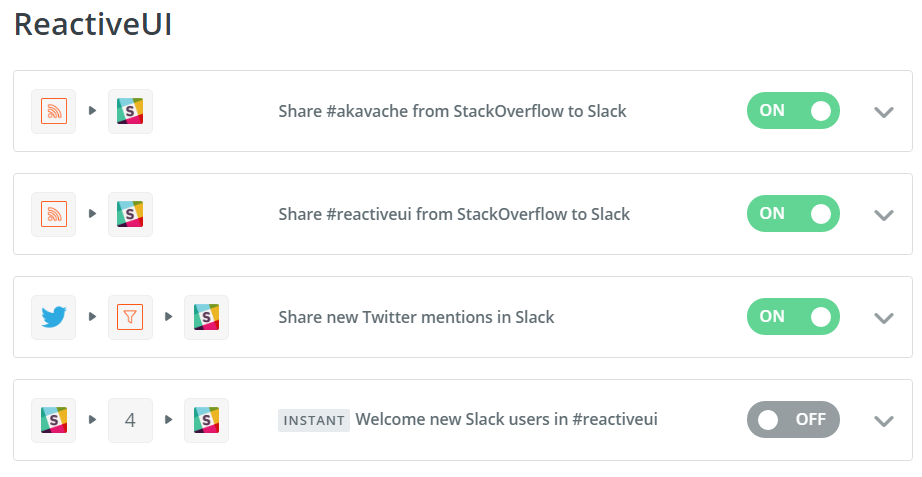 ReactiveUI
Share #akavache from StackOverflow to Slack ON
Share #reactiveui from StackOverflow to Slack ON
Share new Twitter mentions in Slack ON
4 INSTANT Welcome new Slack users in #reactiveui OFF